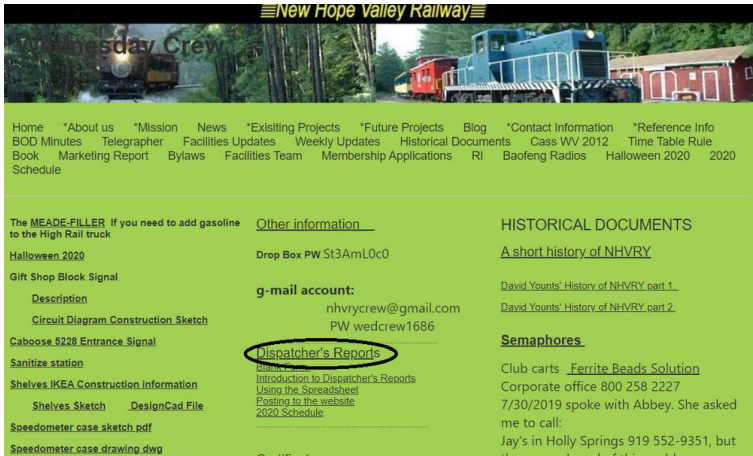 New Hope Valley Railway
Wednesday Crew
Home *About us *Mission News *Exisiting Projects *Future Projects Blog *Contact Information *Reference Info
BOD Minutes Telegrapher Facilities Updates Weekly Updates Historical Documents Cass WV 2012 Time Table Rule
Book Marketing Report Bylaws Facilities Team Membership Applications RI Baofeng Radios Halloween 2020 2020
Schedule
The MEADE-FILLER If you need to add gasoline
to the High Rail truck
Halloween 2020
Gift Shop Block Signal
Description
Circuit Diagram Construction Sketch
Caboose 5228 Entrance Signal
Sanitize station
Shelves IKEA Construction information
Shelves Sketch DesignCad File
Speedometer case sketch pdf
Speedometer case drawing dwg
Other information
Drop Box PW St3AmL0c0
g-mail account:
nhvrycrew@gmail.com
PW wedcrew1686
Dispatcher's Reports
Blank Form
Introduction to Dispatcher's Reports
Using the Spreadsheet
Posting to the website
2020 Schedule
HISTORICAL DOCUMENTS
A short history of NHVRY
David Younts' History of NHVRY part 1.
David Younts' History of NHVRY part 2.
Semaphores
Club carts Ferrite Beads Solution
Corporate office 800 258 2227
7/30/2019 spoke with Abbey. She asked
me to call:
Jay's in Holly Springs 919 552-9351, but